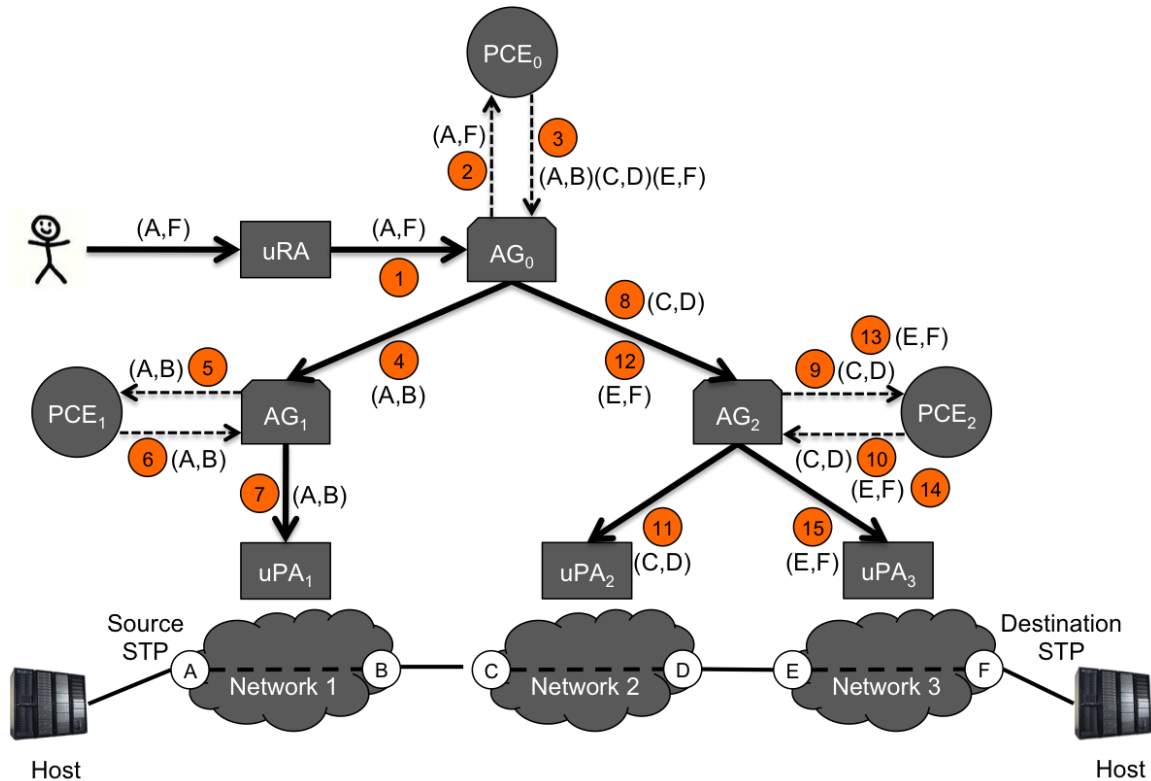 PCE0
(A,F)
3
2
(A,B)(C,D)(E,F)
(A,F)
uRA
(A,F)
AG0
1
8 (C,D)
4
(A,B)
12
(E,F)
13 (E,F)
9 (C,D)
(A,B) 5
PCE1
AG1
6 (A,B)
AG2
PCE2
(C,D) 10
(E,F) 14
7 (A,B)
11
(C,D)
15
(E,F)
uPA1
uPA2
uPA3
Source
STP
Destination
STP
A
B
C
D
E
F
Network 1
Network 2
Network 3
Host
Host